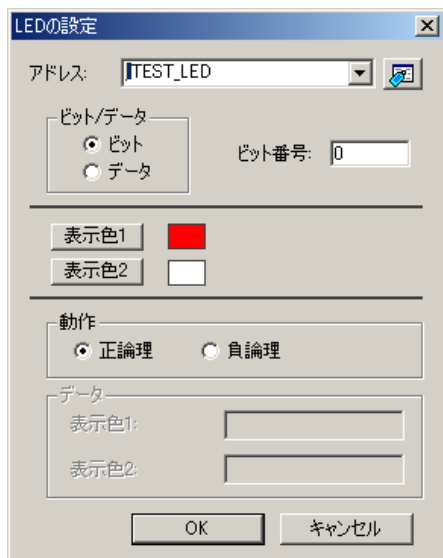 LEDの設定
アドレス: TEST_LED
ビット/データ
ビット
データ
ビット番号: 0
表示色1
表示色2
動作
正論理 負論理
データ
表示色1:
表示色2:
OK キャンセル